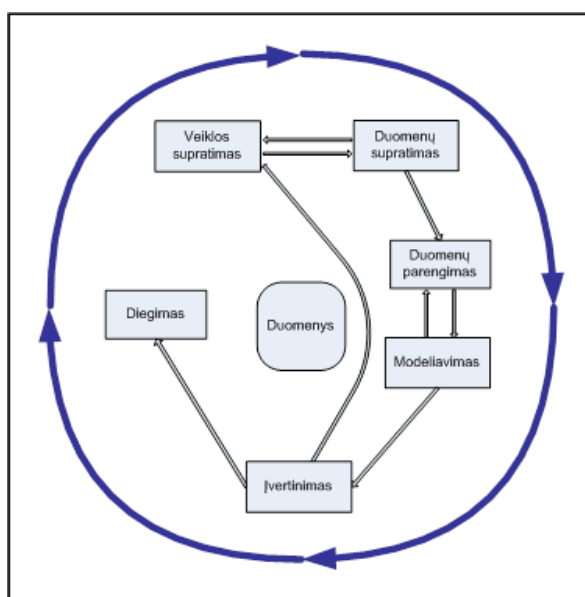 Veiklos
supratimas
Duomenų
supratimas
Duomenų
parengimas
Diegimas
Duomenys
Modeliavimas
Įvertinimas